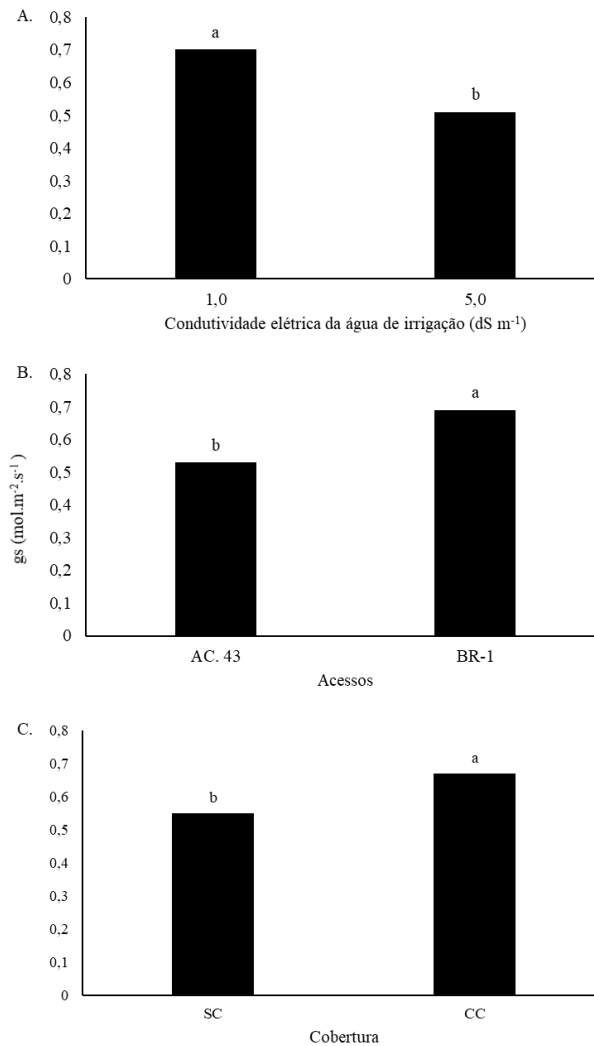 A.
0,8
0,7
0,6
0,5
0,4
0,3
0,2
0,1
0
a
b
1,0 5,0
Condutividade elétrica da água de irrigação (dS m⁻¹)
B.
0,8
0,7
0,6
0,5
0,4
0,3
0,2
0,1
0
b
a
AC. 43 BR-1
Acessos
gs (mol.m⁻².s⁻¹)
C.
0,8
0,7
0,6
0,5
0,4
0,3
0,2
0,1
0
b
a
SC CC
Cobertura